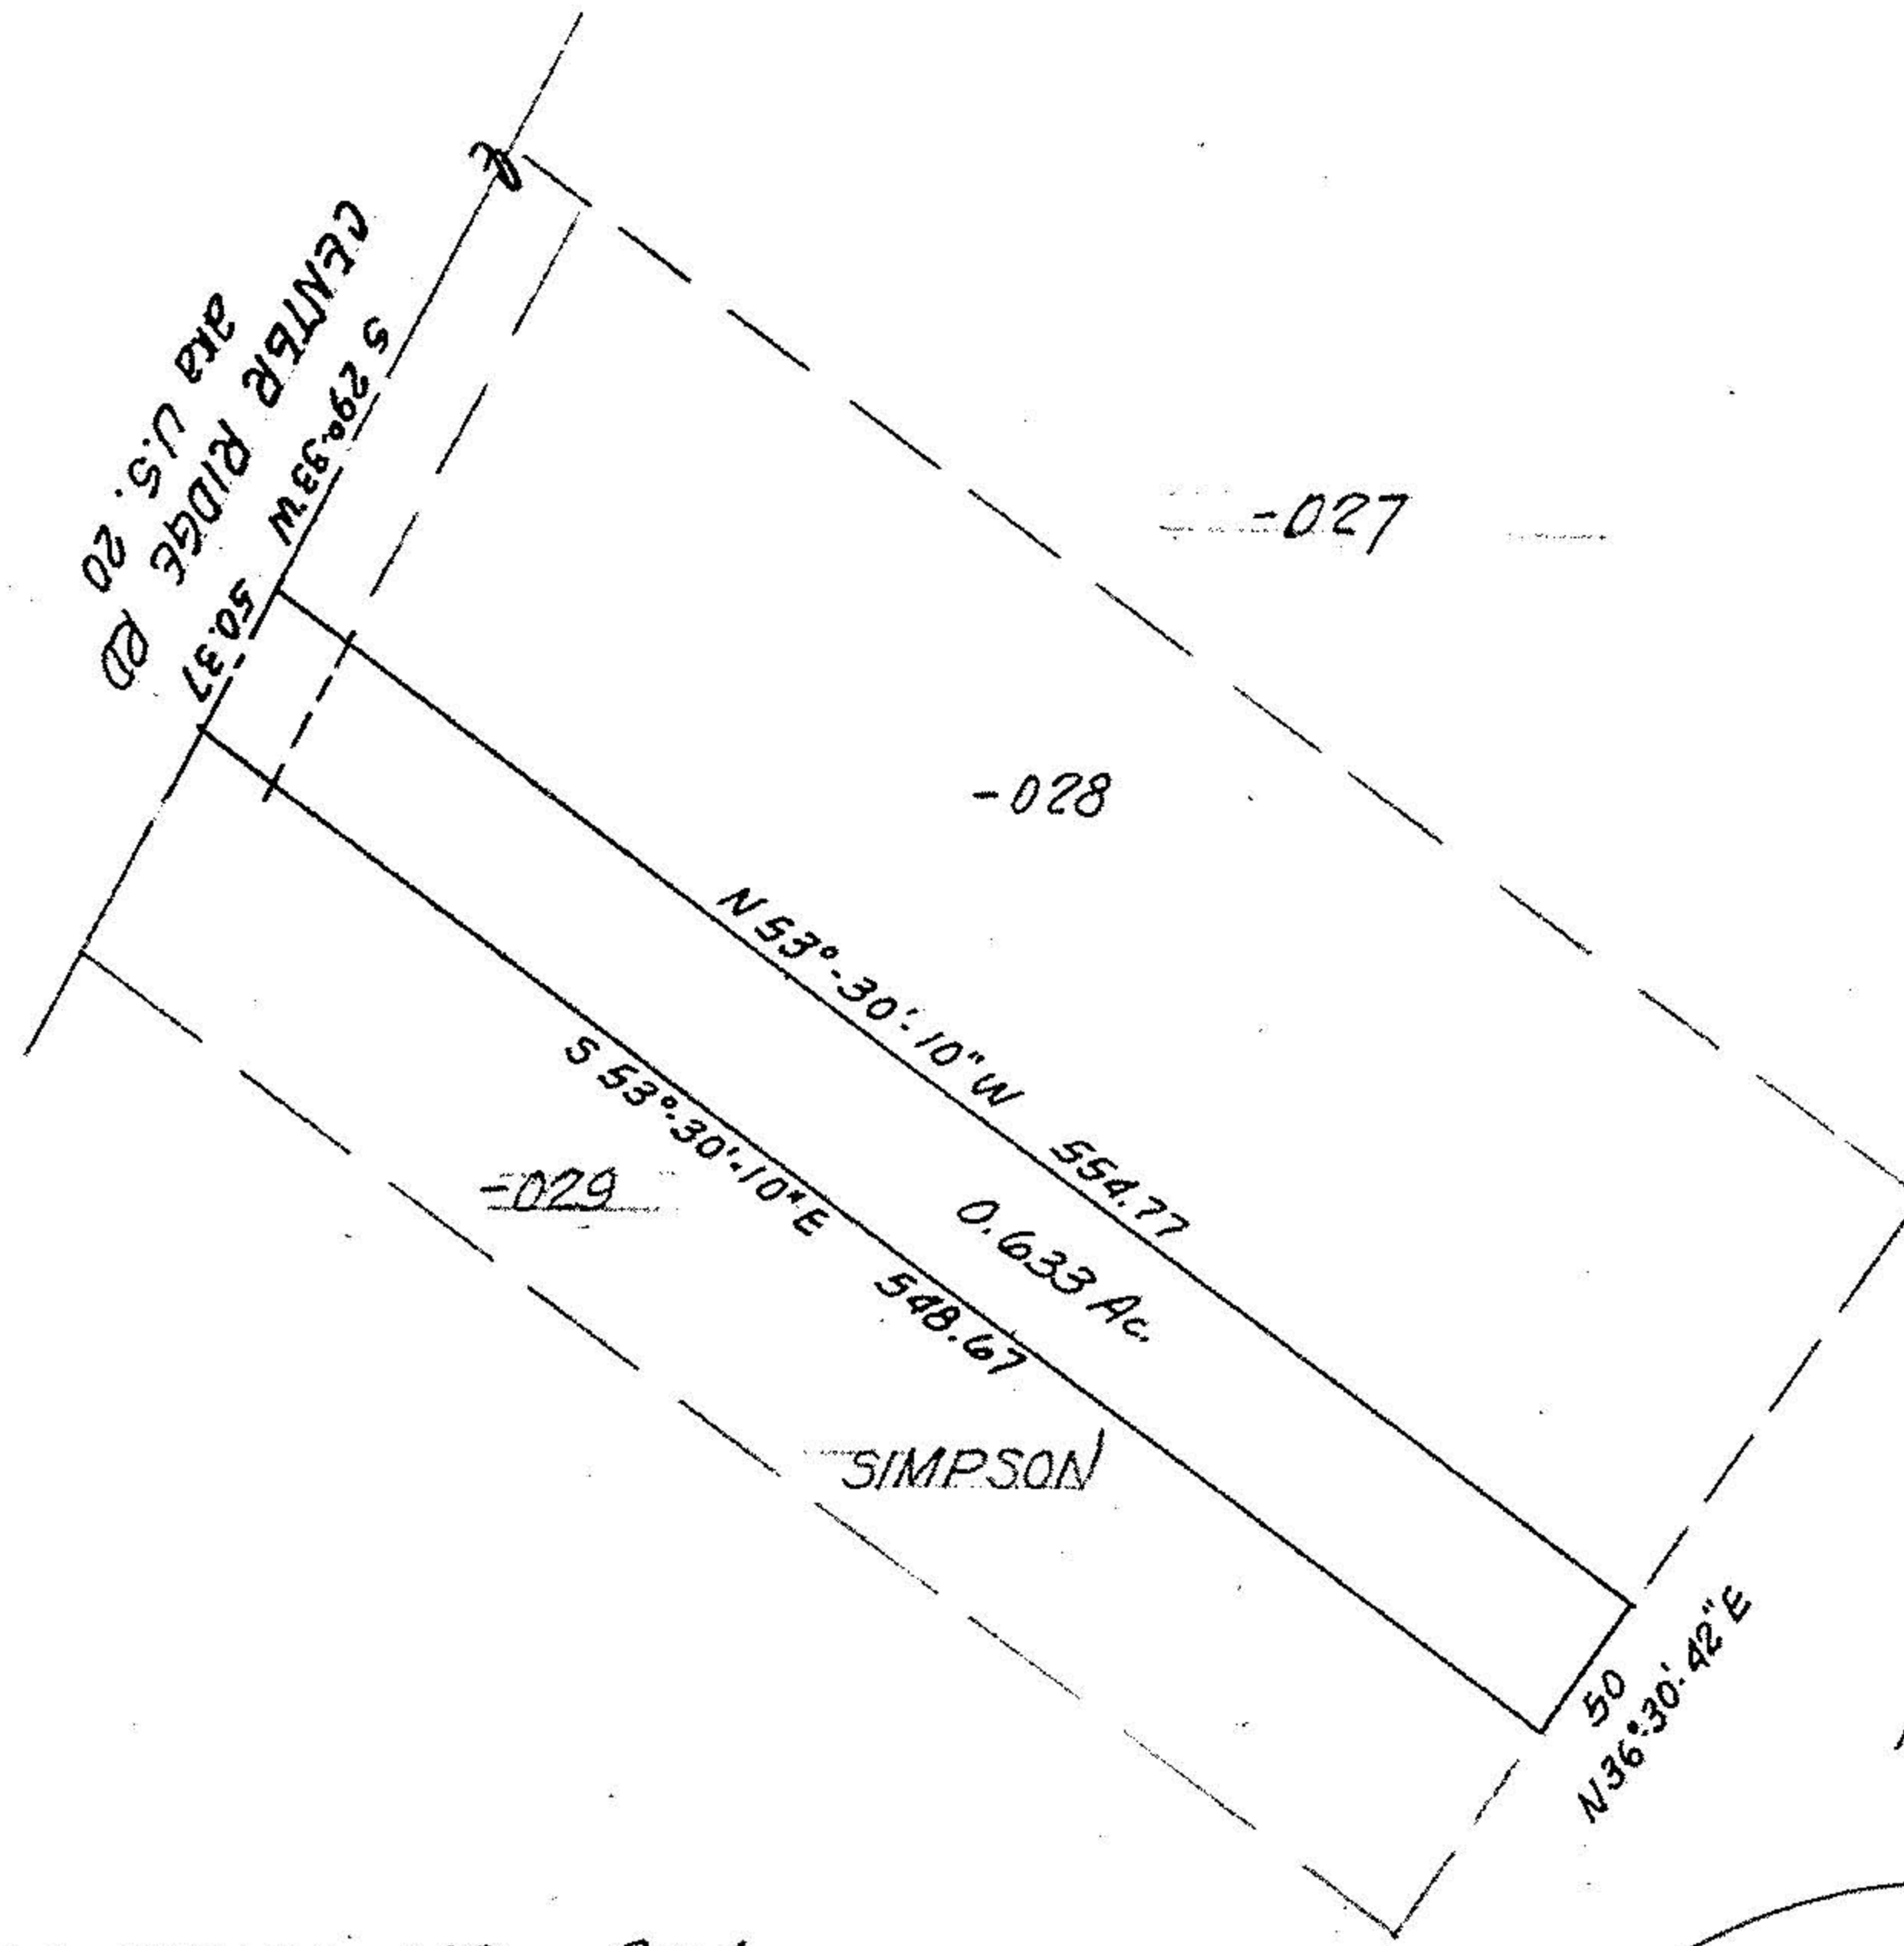 CENTER RIDGE RD
aka U.S. 20
S 29°-33'W
50.37
-027
-028
N 53°-30'-10"W 554.77
0.633 Ac.
S 53°-30'-10"E 548.67
-029
SIMPSON
50
N36°30'-42"E